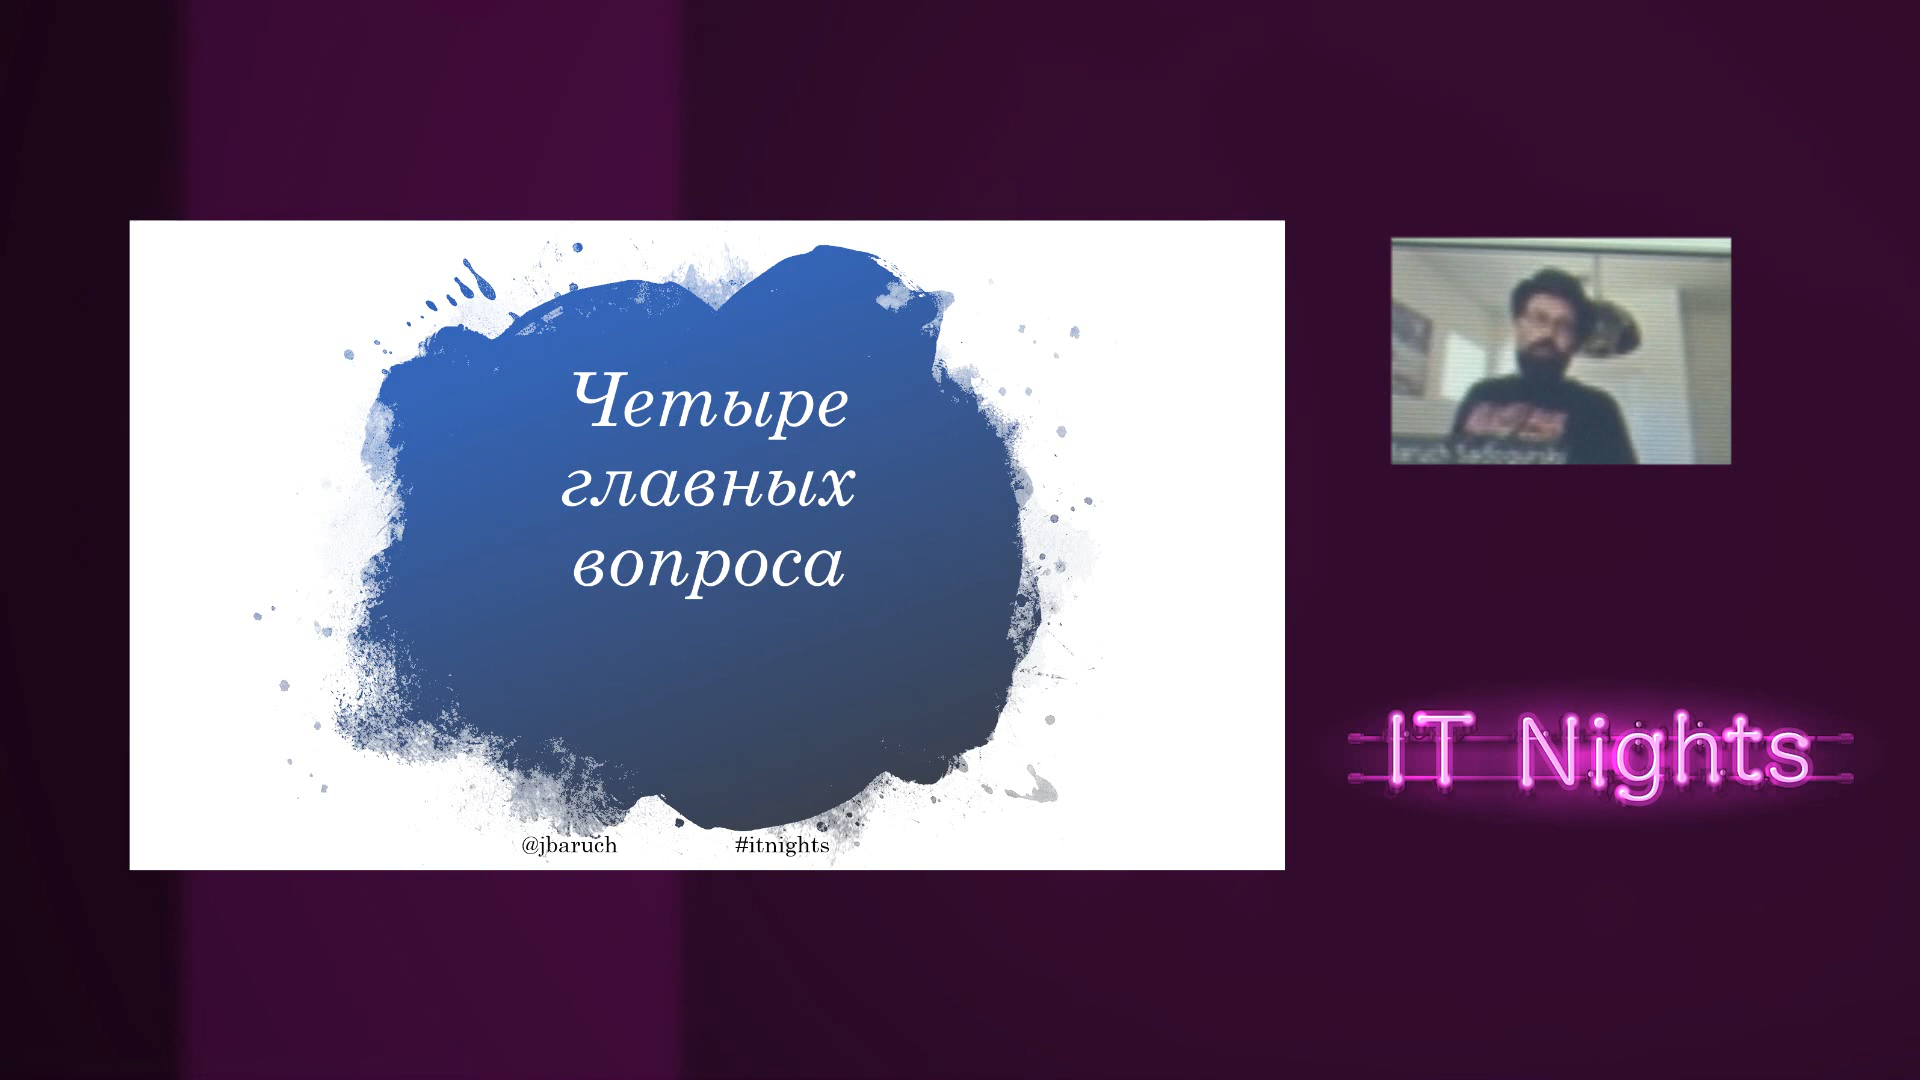 Четыре
главных
вопроса
@jbaruch #itnights
IT Nights